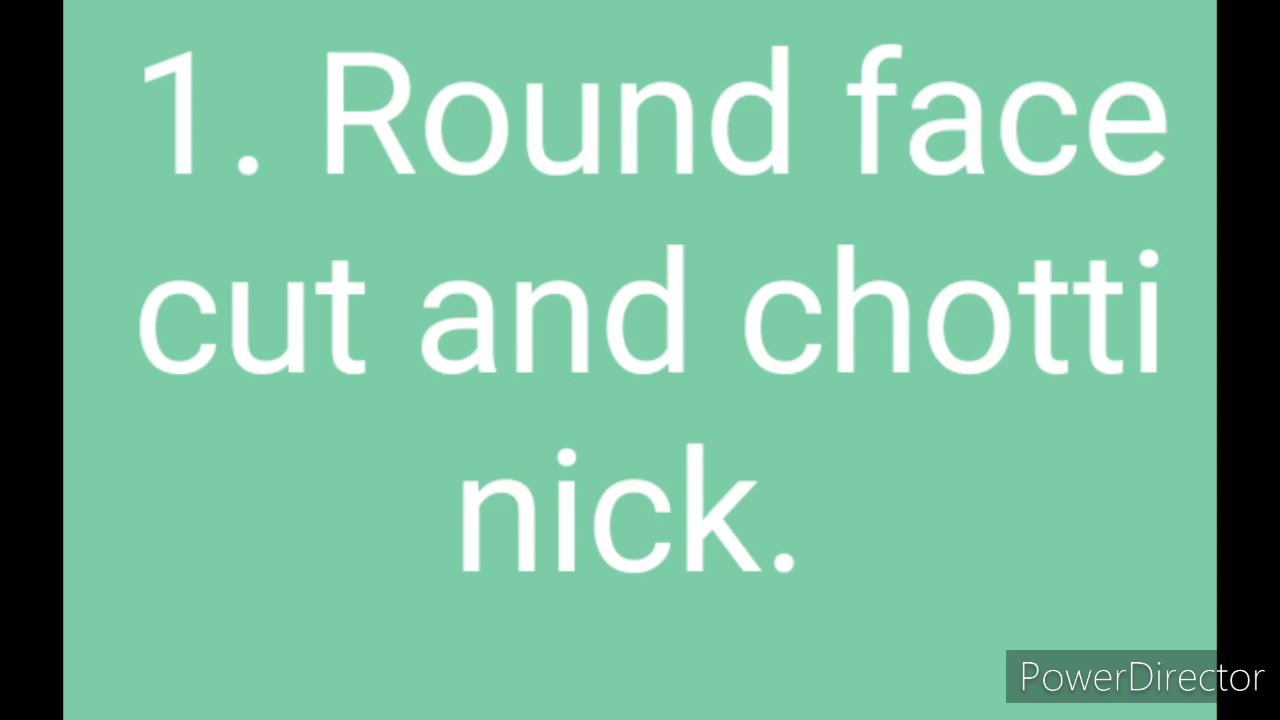 1. Round face
cut and chotti
nick.
PowerDirector